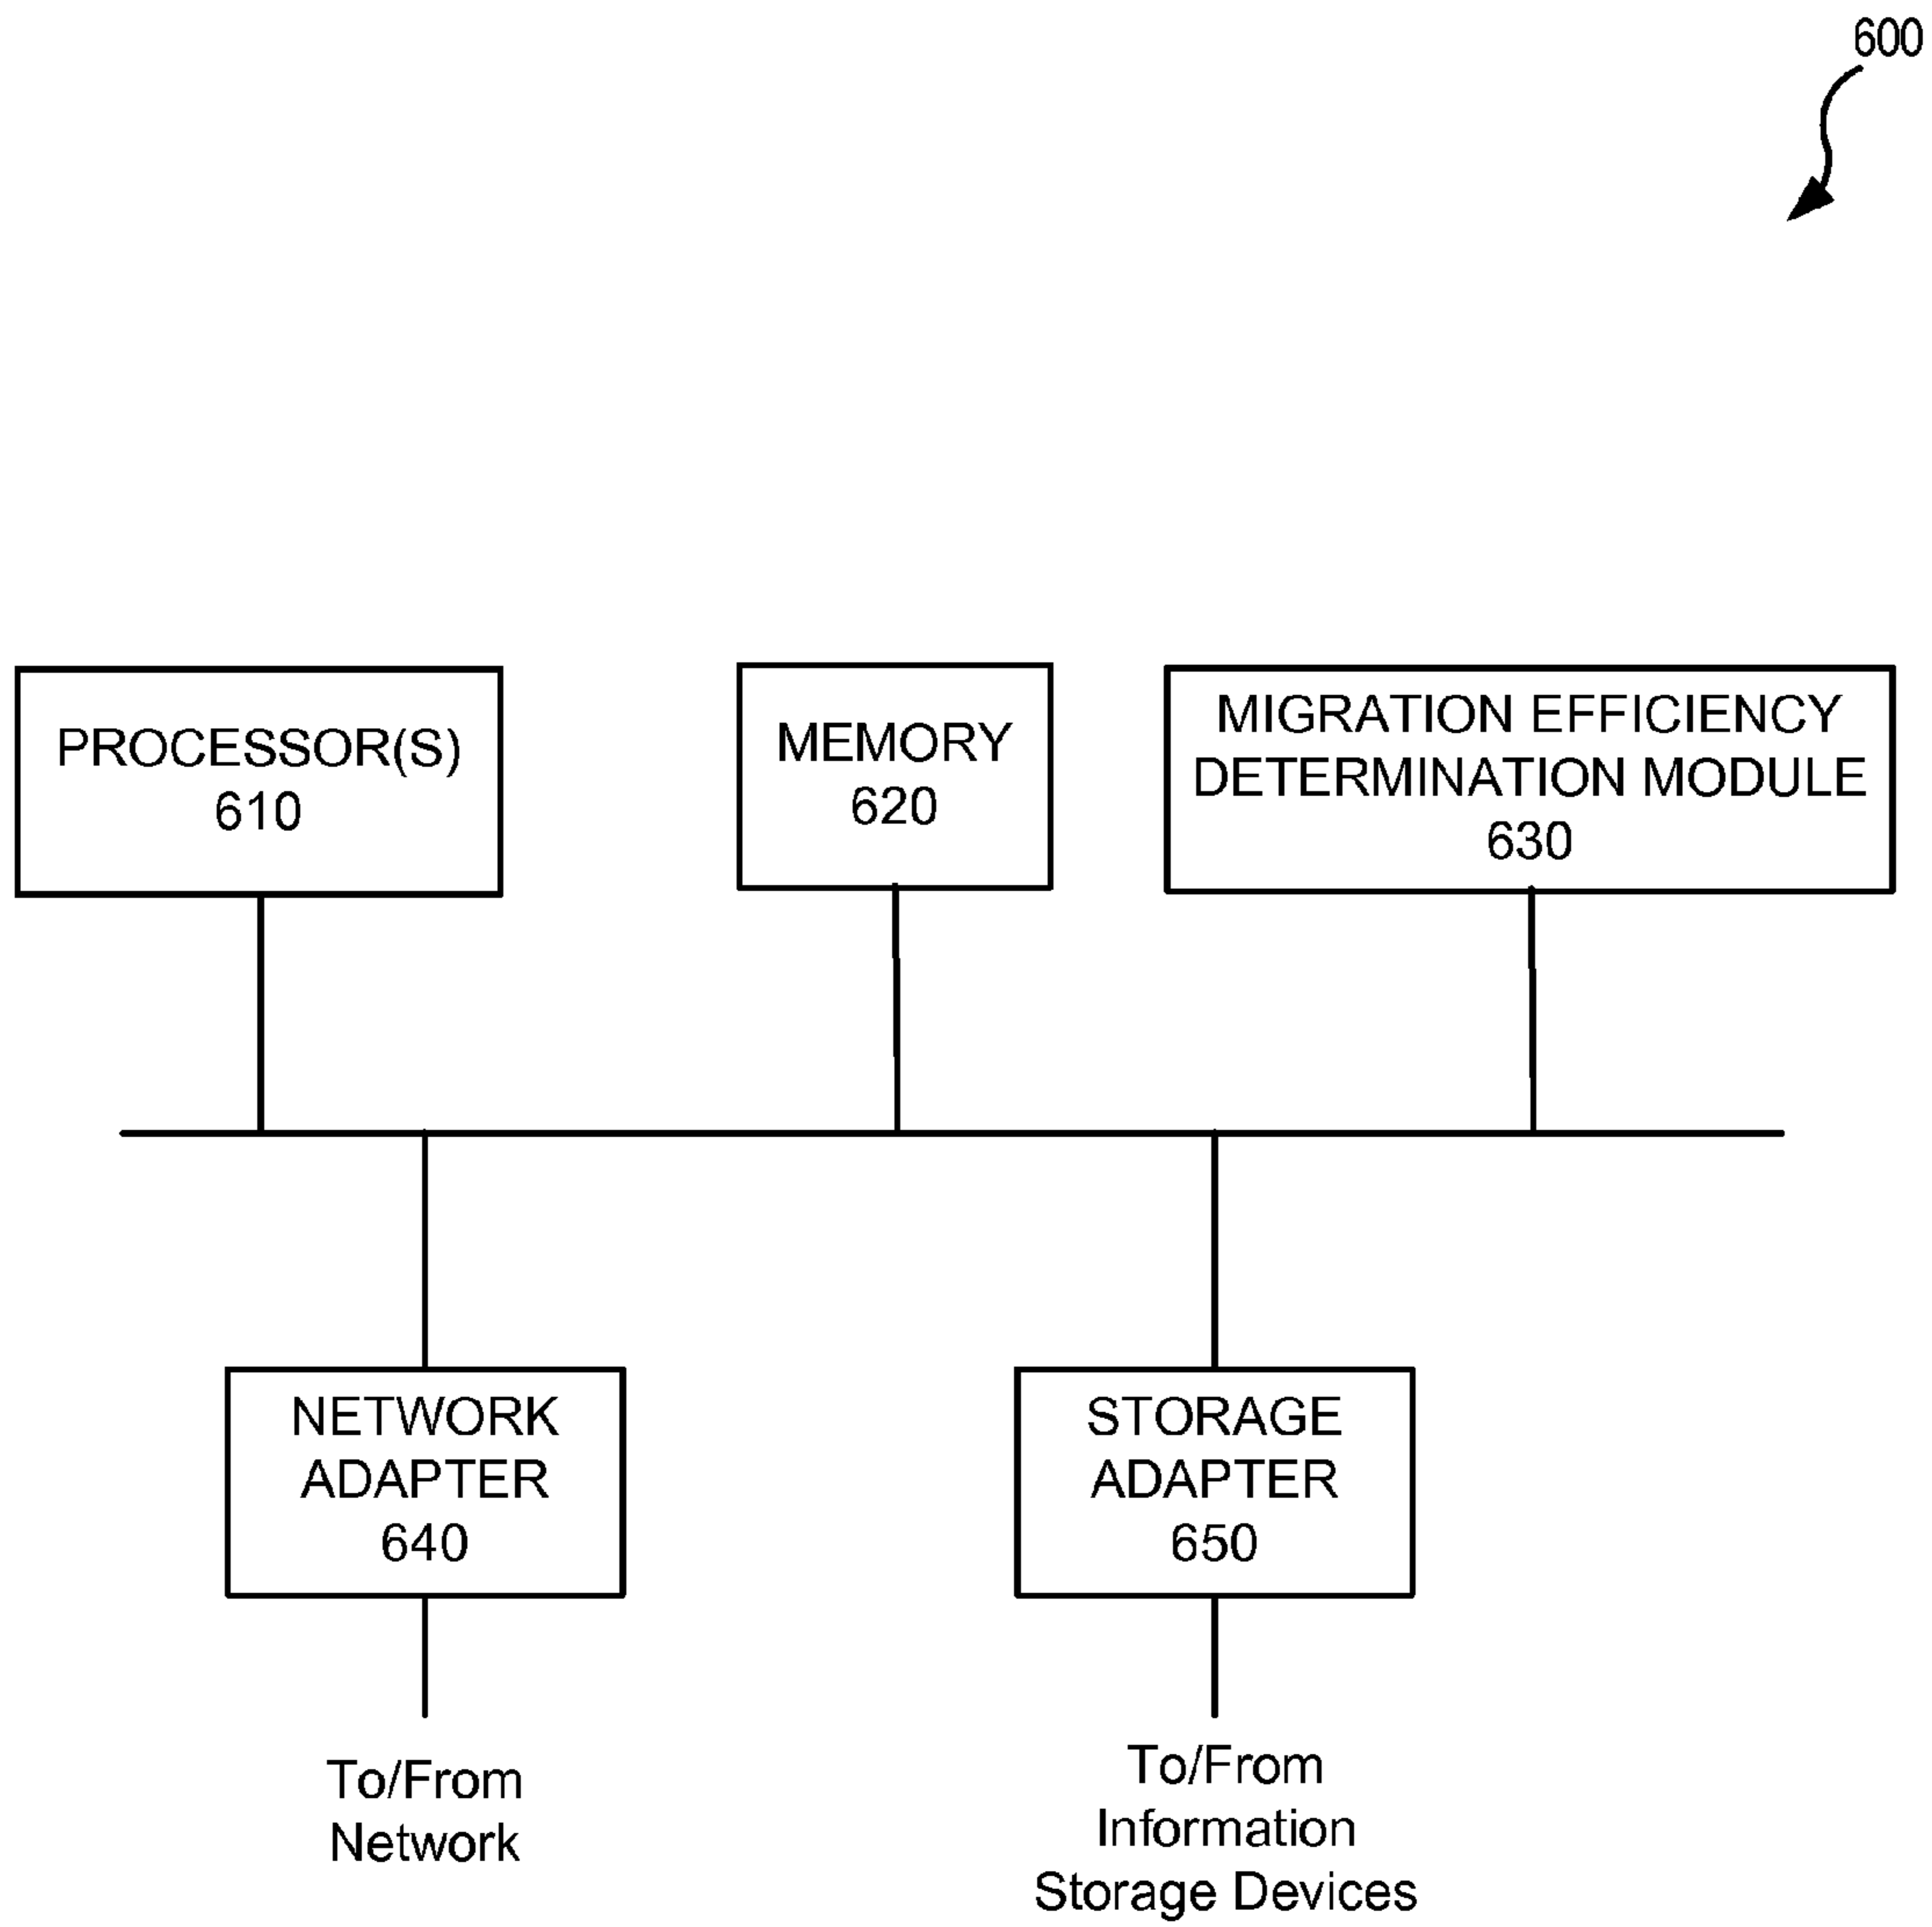 600
PROCESSOR(S)
610
MEMORY
620
MIGRATION EFFICIENCY
DETERMINATION MODULE
630
NETWORK
ADAPTER
640
STORAGE
ADAPTER
650
To/From
Network
To/From
Information
Storage Devices